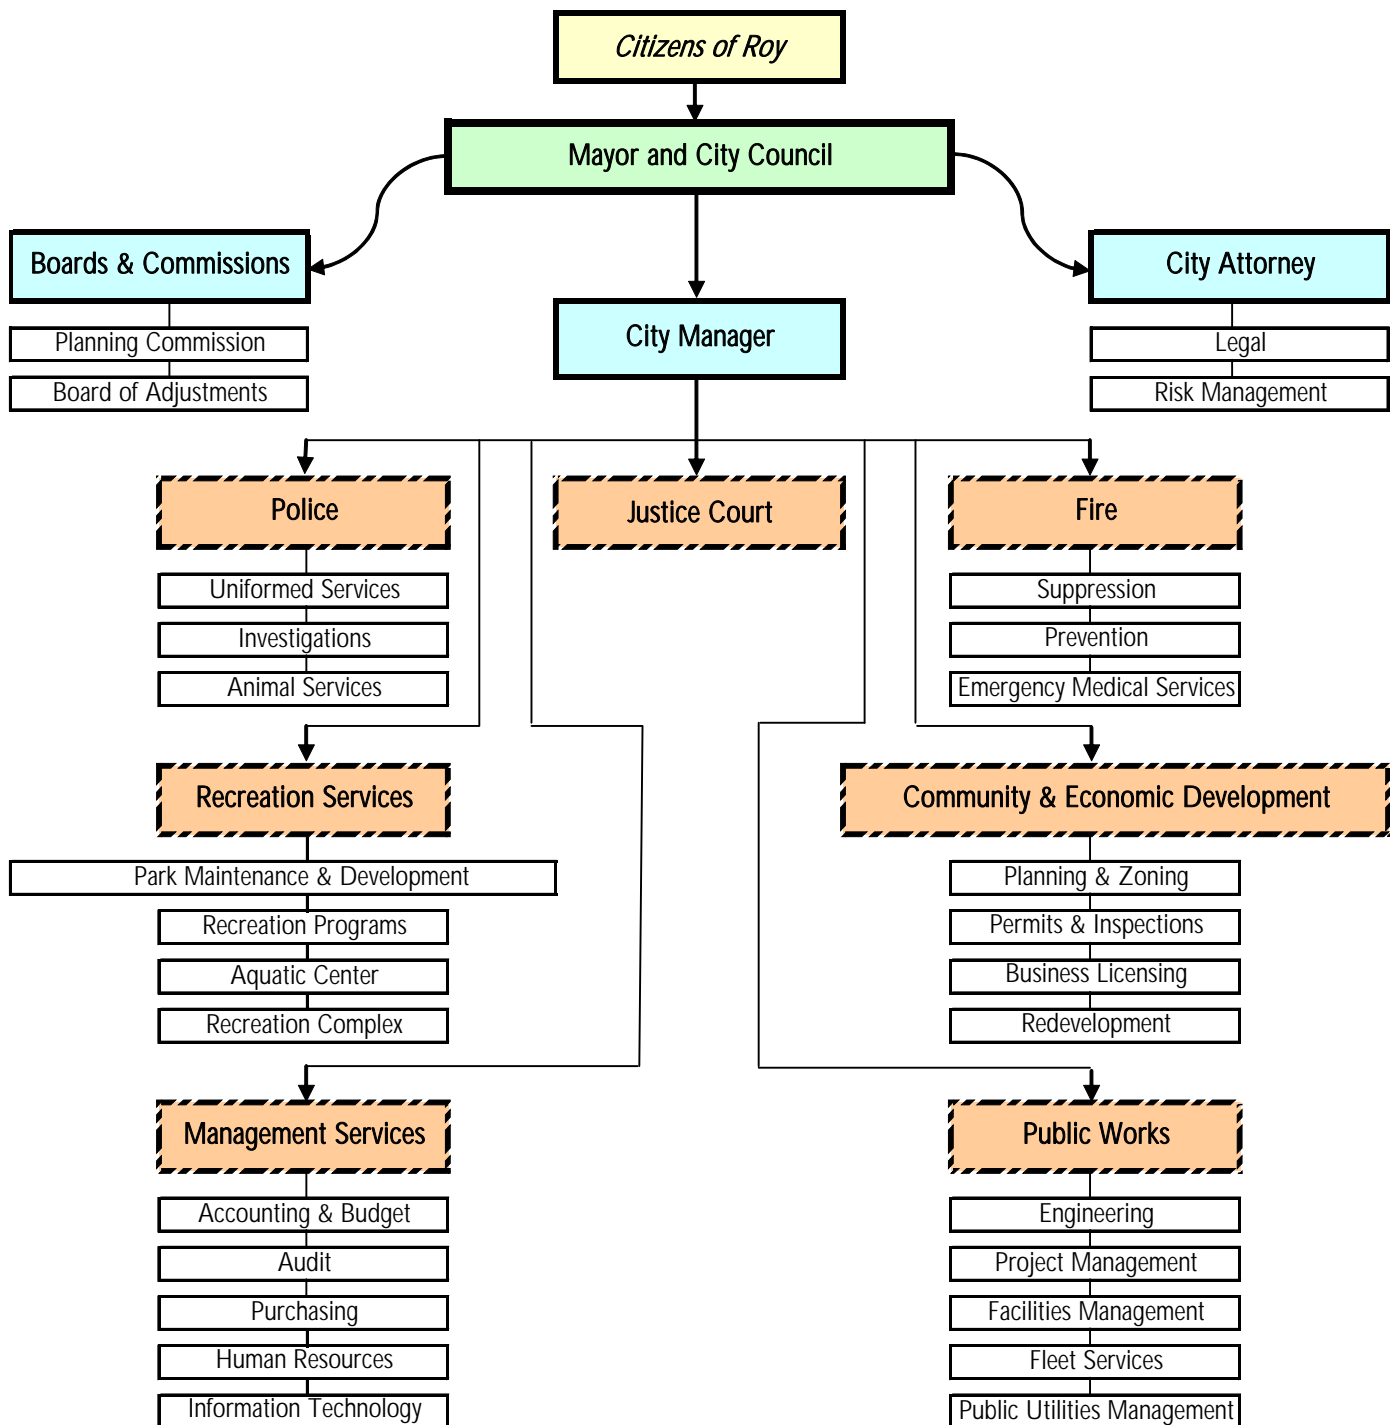 Citizens of Roy
Mayor and City Council
Boards & Commissions
Planning Commission
Board of Adjustments
City Manager
City Attorney
Legal
Risk Management
Police
Uniformed Services
Investigations
Animal Services
Justice Court
Fire
Suppression
Prevention
Emergency Medical Services
Recreation Services
Park Maintenance & Development
Recreation Programs
Aquatic Center
Recreation Complex
Community & Economic Development
Planning & Zoning
Permits & Inspections
Business Licensing
Redevelopment
Management Services
Accounting & Budget
Audit
Purchasing
Human Resources
Information Technology
Public Works
Engineering
Project Management
Facilities Management
Fleet Services
Public Utilities Management